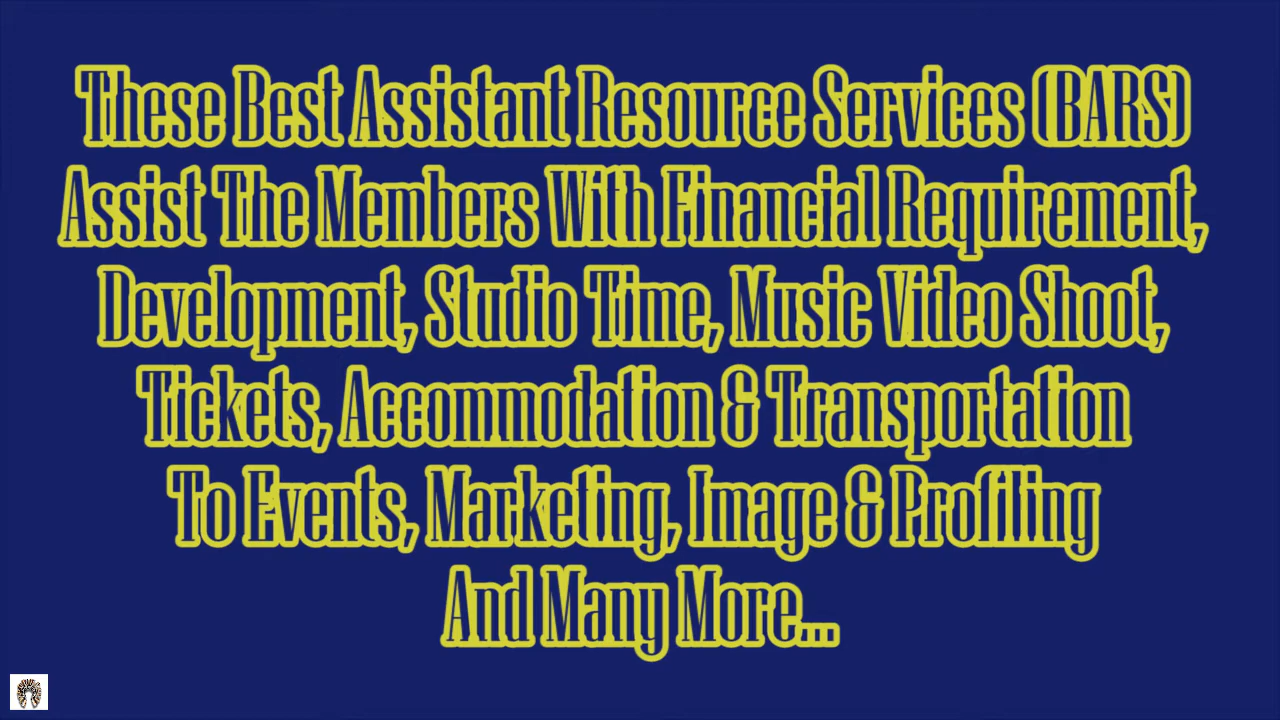 These Best Assistant Resource Services (BARS)
Assist The Members With Financial Requirement,
Development, Studio Time, Music Video Shoot,
Tickets, Accommodation & Transportation
To Events, Marketing, Image & Profiling
And Many More...